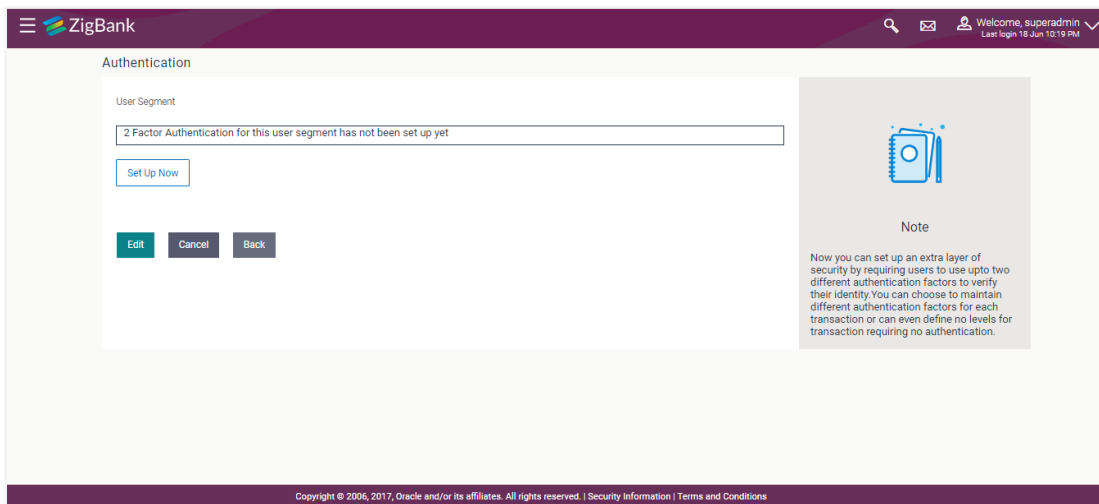 ZigBank
Welcome, superadmin
Last login 18 Jun 10:19 PM
Authentication
User Segment
2 Factor Authentication for this user segment has not been set up yet
Set Up Now
Edit Cancel Back
Note
Now you can set up an extra layer of
security by requiring users to use upto two
different authentication factors to verify
their identity.You can choose to maintain
different authentication factors for each
transaction or can even define no levels for
transaction requiring no authentication.
Copyright © 2006, 2017, Oracle and/or its affiliates. All rights reserved. | Security Information | Terms and Conditions